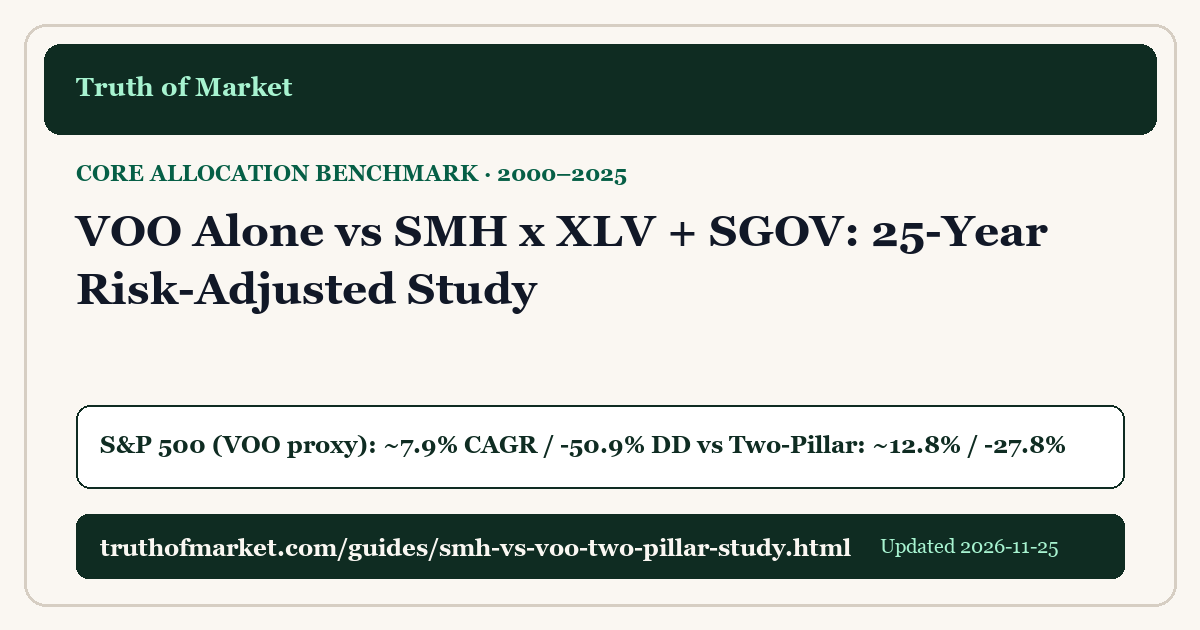 Truth of Market
CORE ALLOCATION BENCHMARK · 2000–2025
VOO Alone vs SMH x XLV + SGOV: 25-Year
Risk-Adjusted Study
S&P 500 (VOO proxy): ~7.9% CAGR / -50.9% DD vs Two-Pillar: ~12.8% / -27.8%
truthofmarket.com/guides/smh-vs-voo-two-pillar-study.html Updated 2026-11-25